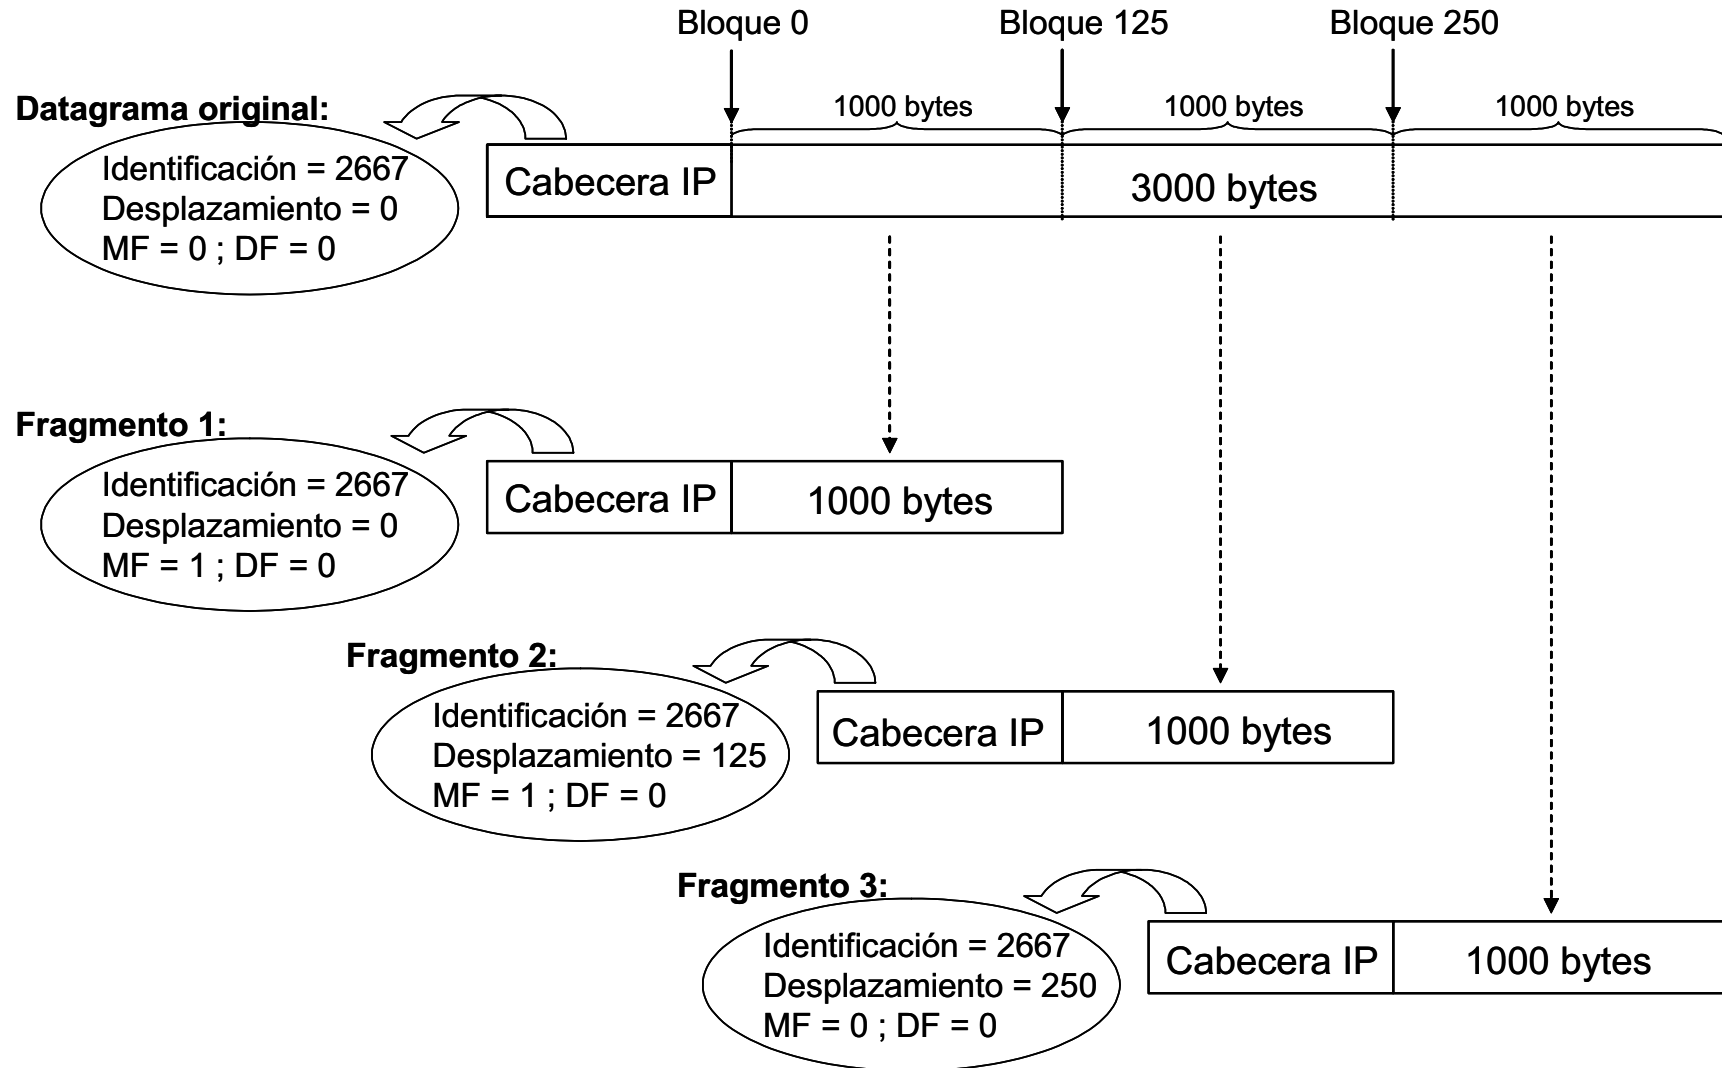 Bloque 0
Bloque 125
Bloque 250
Datagrama original:
1000 bytes
1000 bytes
1000 bytes
Identificación = 2667
Desplazamiento = 0
MF = 0 ; DF = 0
Cabecera IP
3000 bytes
Fragmento 1:
Identificación = 2667
Desplazamiento = 0
MF = 1 ; DF = 0
Cabecera IP
1000 bytes
Fragmento 2:
Identificación = 2667
Desplazamiento = 125
MF = 1 ; DF = 0
Cabecera IP
1000 bytes
Fragmento 3:
Identificación = 2667
Desplazamiento = 250
MF = 0 ; DF = 0
Cabecera IP
1000 bytes